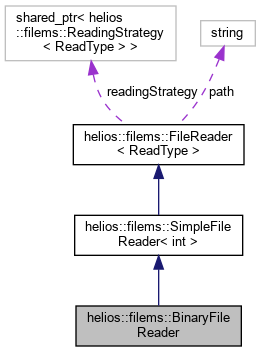 shared_ptr< helios
::filems::ReadingStrategy
< ReadType > >
string
readingStrategy
path
helios::filems::FileReader
< ReadType >
helios::filems::SimpleFile
Reader< int >
helios::filems::BinaryFile
Reader